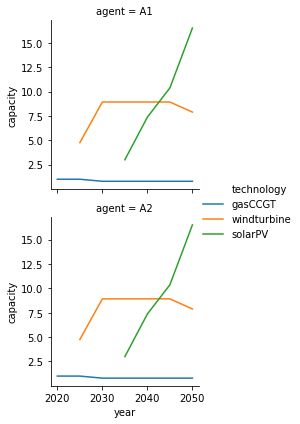 agent = A1
15.0
12.5
10.0
7.5
5.0
2.5
capacity
technology
gasCCGT
windturbine
solarPV
agent = A2
15.0
12.5
10.0
7.5
5.0
2.5
capacity
2020 2030 2040 2050
year